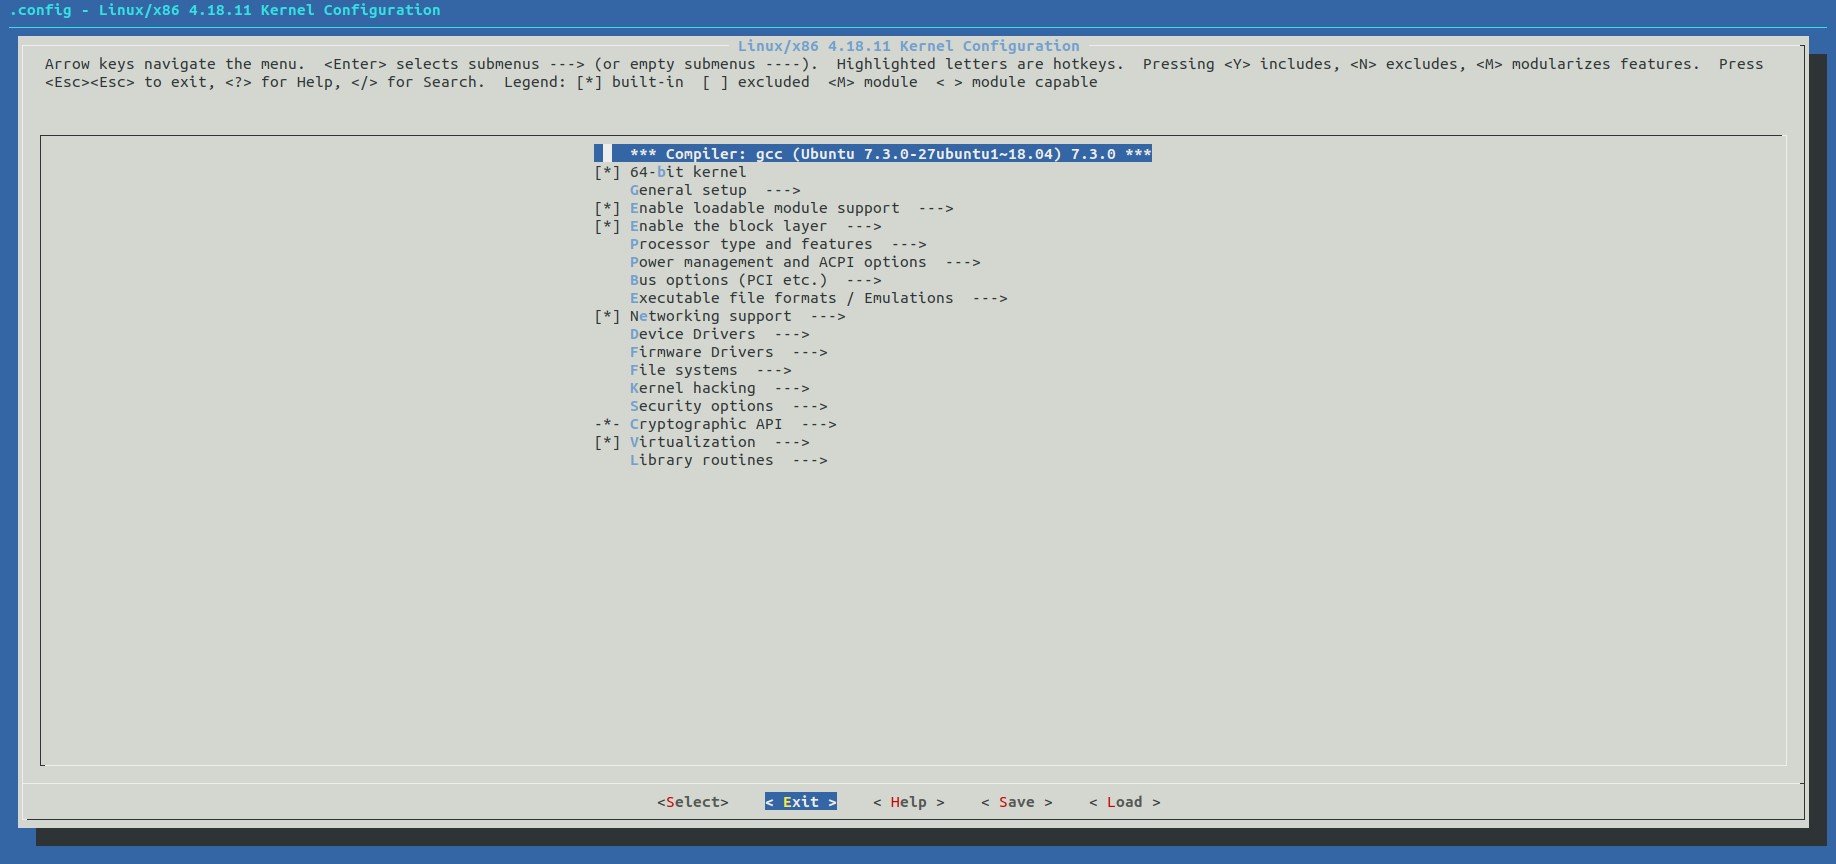 .config - Linux/x86 4.18.11 Kernel Configuration
Linux/x86 4.18.11 Kernel Configuration
Arrow keys navigate the menu.  <Enter> selects submenus ---> (or empty submenus ----).  Highlighted letters are hotkeys.  Pressing <Y> includes, <N> excludes, <M> modularizes features.  Press
<Esc><Esc> to exit, <?> for Help, </> for Search.  Legend: [*] built-in  [ ] excluded  <M> module  < > module capable
*** Compiler: gcc (Ubuntu 7.3.0-27ubuntu1~18.04) 7.3.0 ***
[*] 64-bit kernel
General setup  --->
[*] Enable loadable module support  --->
[*] Enable the block layer  --->
Processor type and features  --->
Power management and ACPI options  --->
Bus options (PCI etc.)  --->
Executable file formats / Emulations  --->
[*] Networking support  --->
Device Drivers  --->
Firmware Drivers  --->
File systems  --->
Kernel hacking  --->
Security options  --->
-*- Cryptographic API  --->
[*] Virtualization  --->
Library routines  --->
<Select>    < Exit >    < Help >    < Save >    < Load >